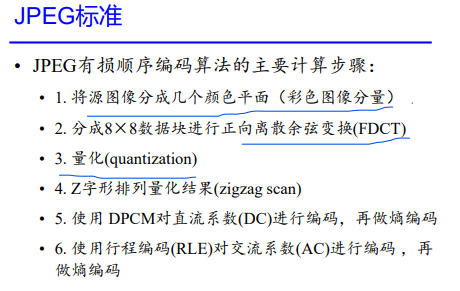 JPEG标准
• JPEG有损顺序编码算法的主要计算步骤：
• 1. 将源图像分成几个颜色平面（彩色图像分量）
• 2. 分成8×8数据块进行正向离散余弦变换(FDCT)
• 3. 量化(quantization)
• 4. Z字形排列量化结果(zigzag scan)
• 5. 使用 DPCM对直流系数(DC)进行编码，再做熵编码
• 6. 使用行程编码(RLE)对交流系数(AC)进行编码 ，再
做熵编码